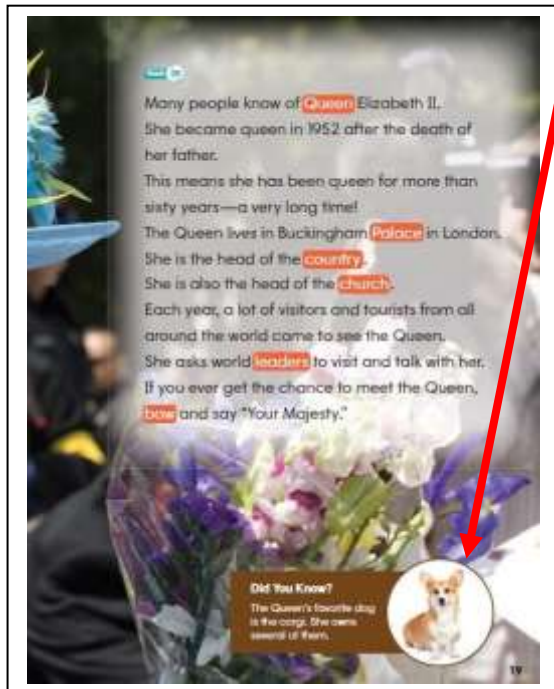 Many people know of Queen Elizabeth II.
She became queen in 1952 after the death of
her father.
This means she has been queen for more than
sixty years—a very long time!
The Queen lives in Buckingham Palace in London.
She is the head of the country.
She is also the head of the church.
Each year, a lot of visitors and tourists from all
around the world come to see the Queen.
She asks world leaders to visit and talk with her.
If you ever get the chance to meet the Queen,
bow and say "Your Majesty."
Did You Know?
The Queen's favorite dog
is the corgi. She owns
several of them.
19